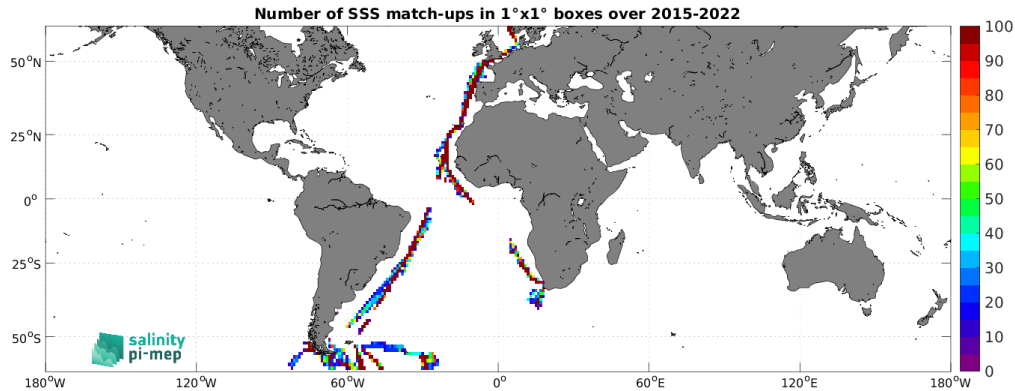 Number of SSS match-ups in 1°x1° boxes over 2015-2022
50°N
25°N
0°
25°S
50°S
180°W
120°W
60°W
0°
60°E
120°E
180°W
100
90
80
70
60
50
40
30
20
10
0
salinity
pi-mep